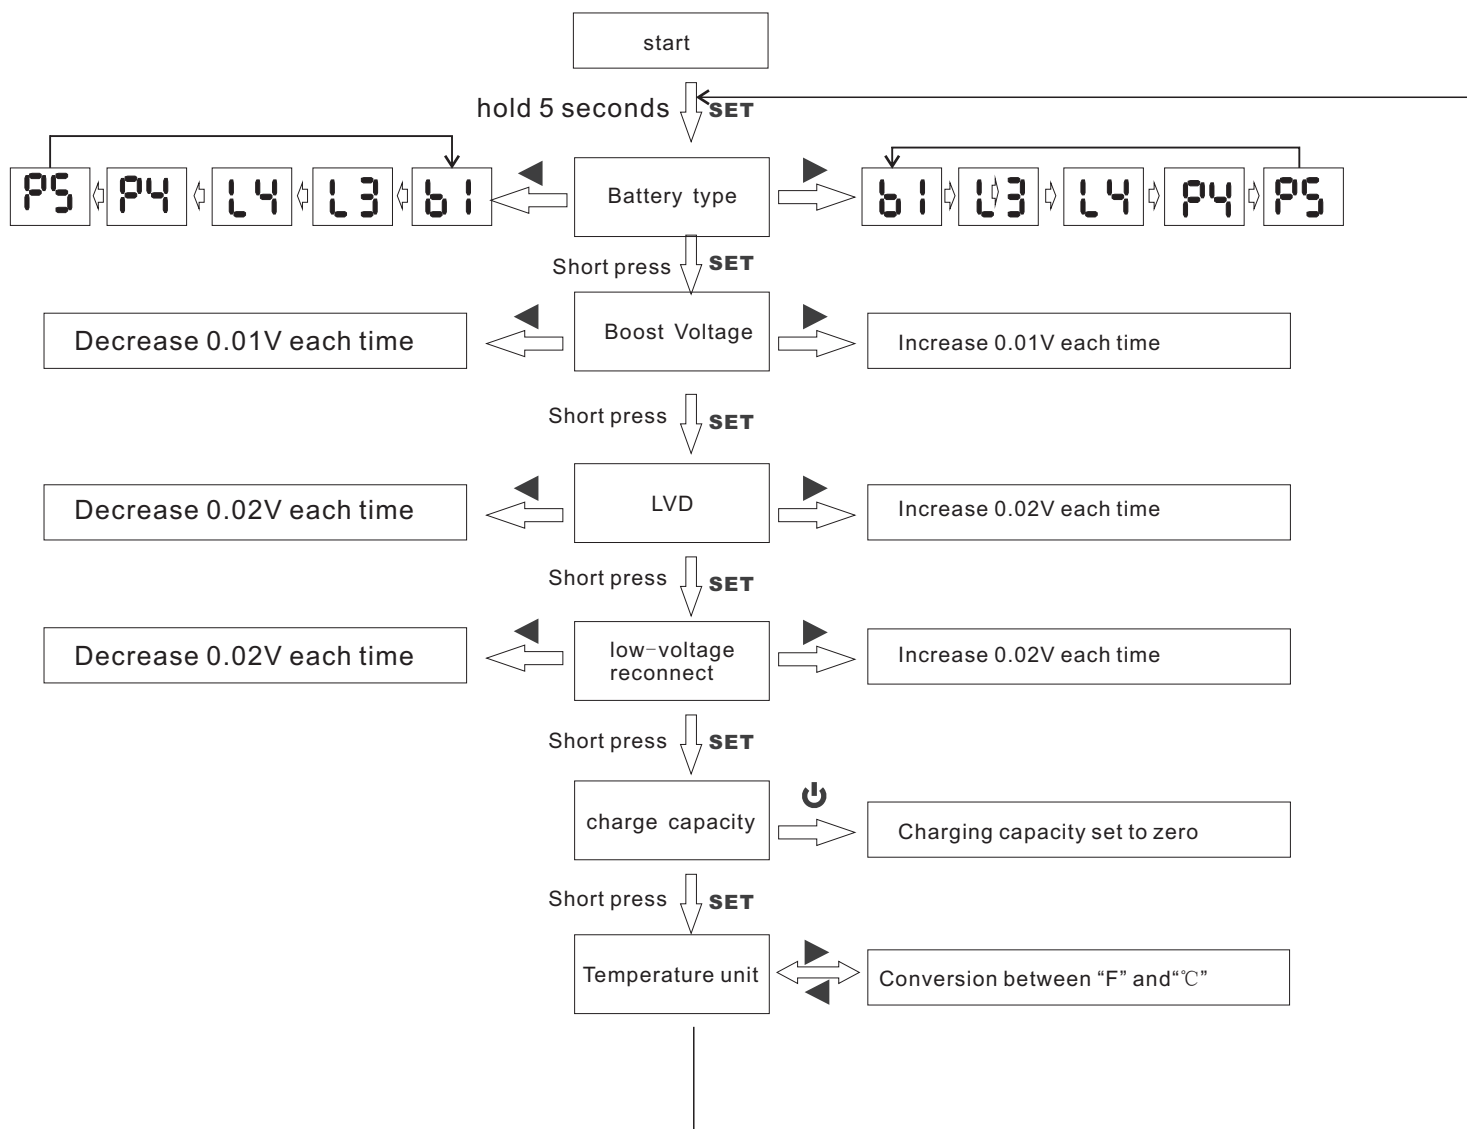 start
hold 5 seconds SET
P5 P4 L4 L3 b1 Battery type b1 L3 L4 P4 P5
Short press SET
Decrease 0.01V each time Boost Voltage Increase 0.01V each time
Short press SET
Decrease 0.02V each time LVD Increase 0.02V each time
Short press SET
Decrease 0.02V each time low-voltage Increase 0.02V each time
reconnect
Short press SET
charge capacity Charging capacity set to zero
Short press SET
Temperature unit Conversion between “F” and“℃”